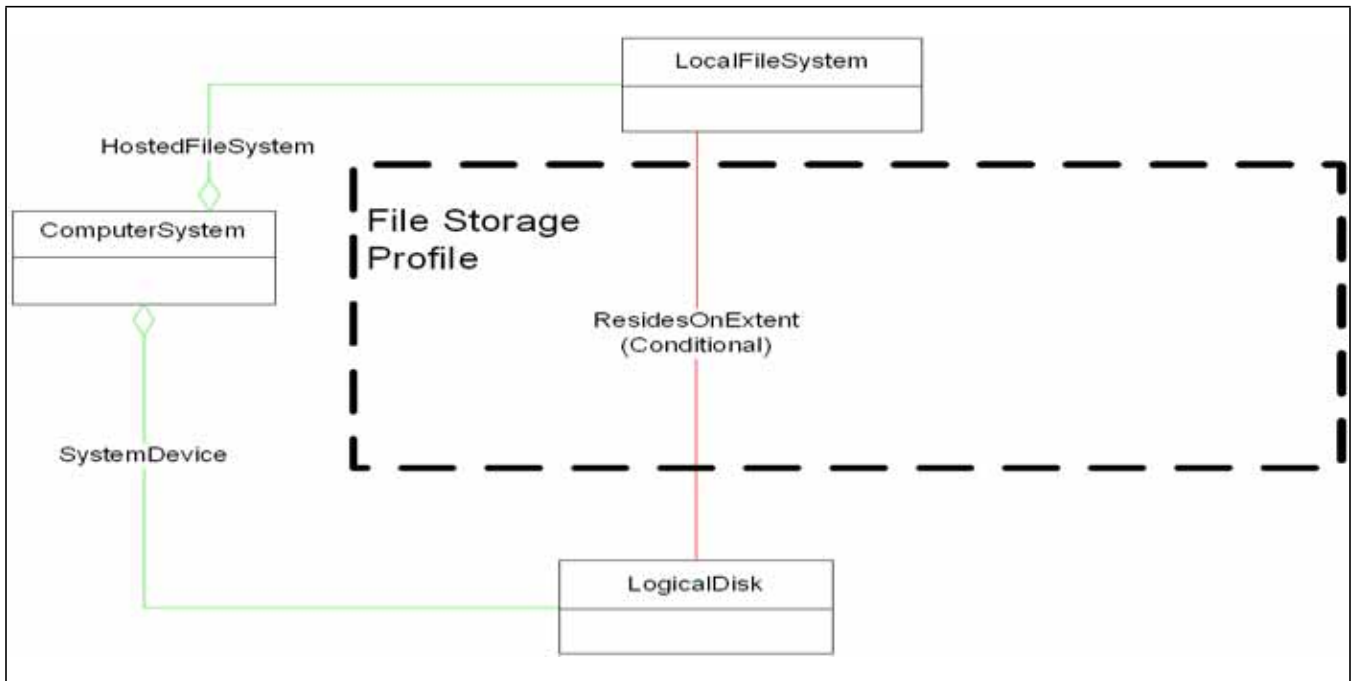 LocalFileSystem
HostedFileSystem
ComputerSystem
File Storage
Profile
ResidesOnExtent
(Conditional)
SystemDevice
LogicalDisk